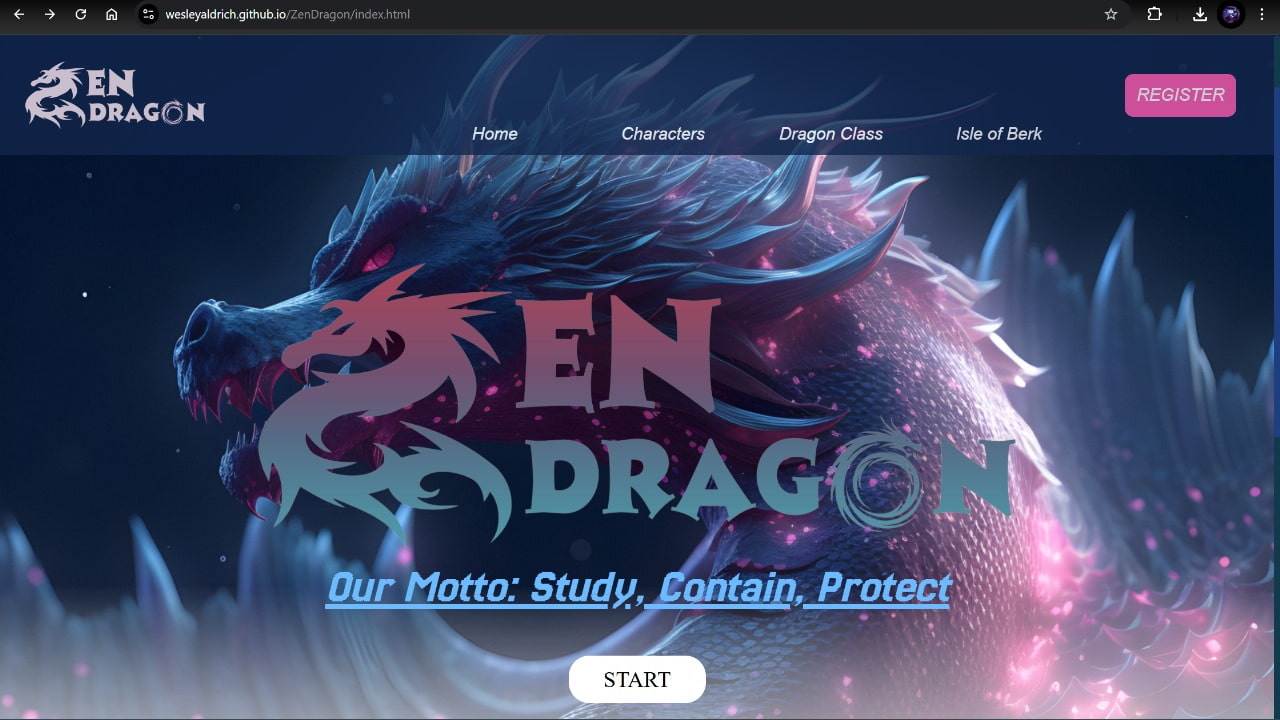 wesleyaldrich.github.io/ZenDragon/index.html
ZEN
DRAGON
REGISTER
Home Characters Dragon Class Isle of Berk
ZEN
DRAGON
Our Motto: Study, Contain, Protect
START